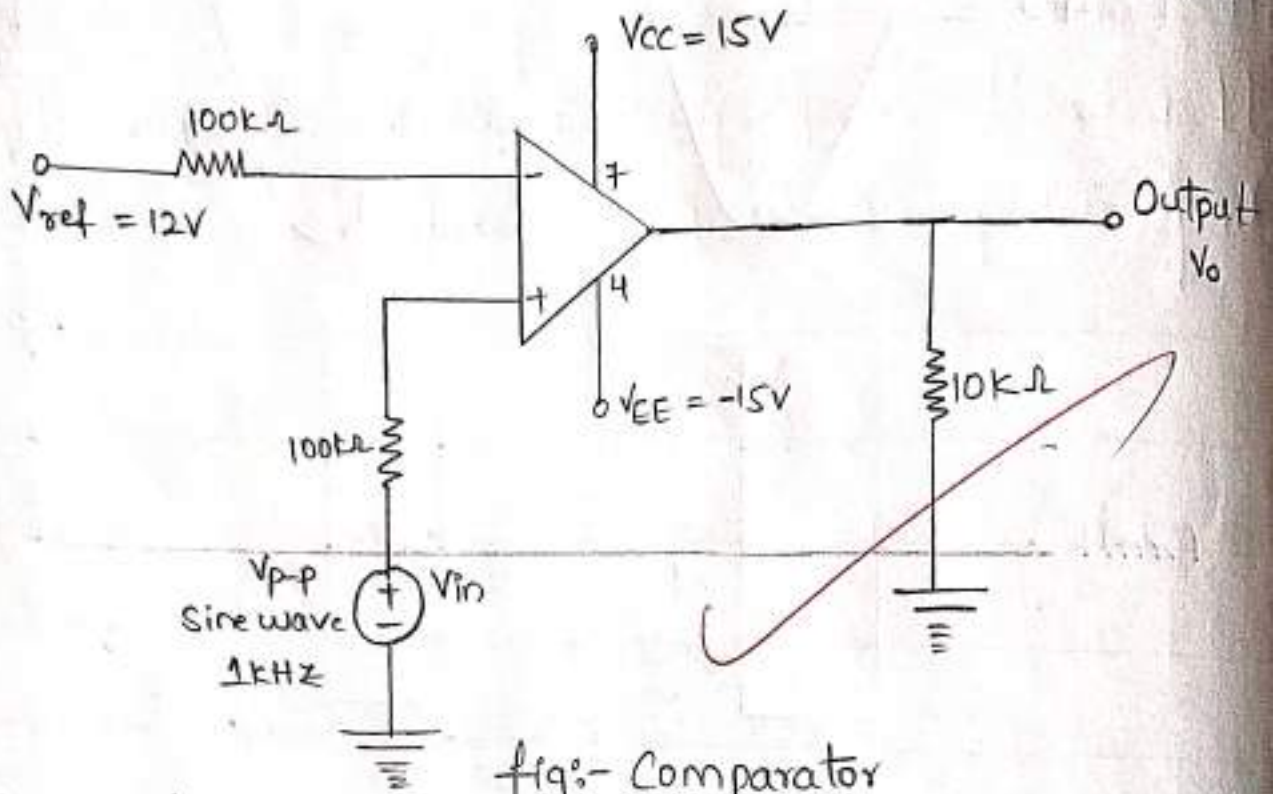 VCC = 15V
100kΩ
Vref = 12V
-
7
+
4
Output
Vo
VEE = -15V
10KΩ
100kΩ
Vp-p
Sine wave
1kHz
+
-
Vin
fig:- Comparator